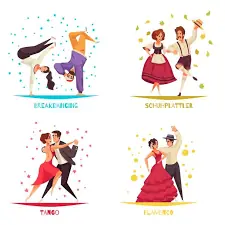 BREAKDANCING
SCHUHPLATTLER
TANGO
FLAMENCO